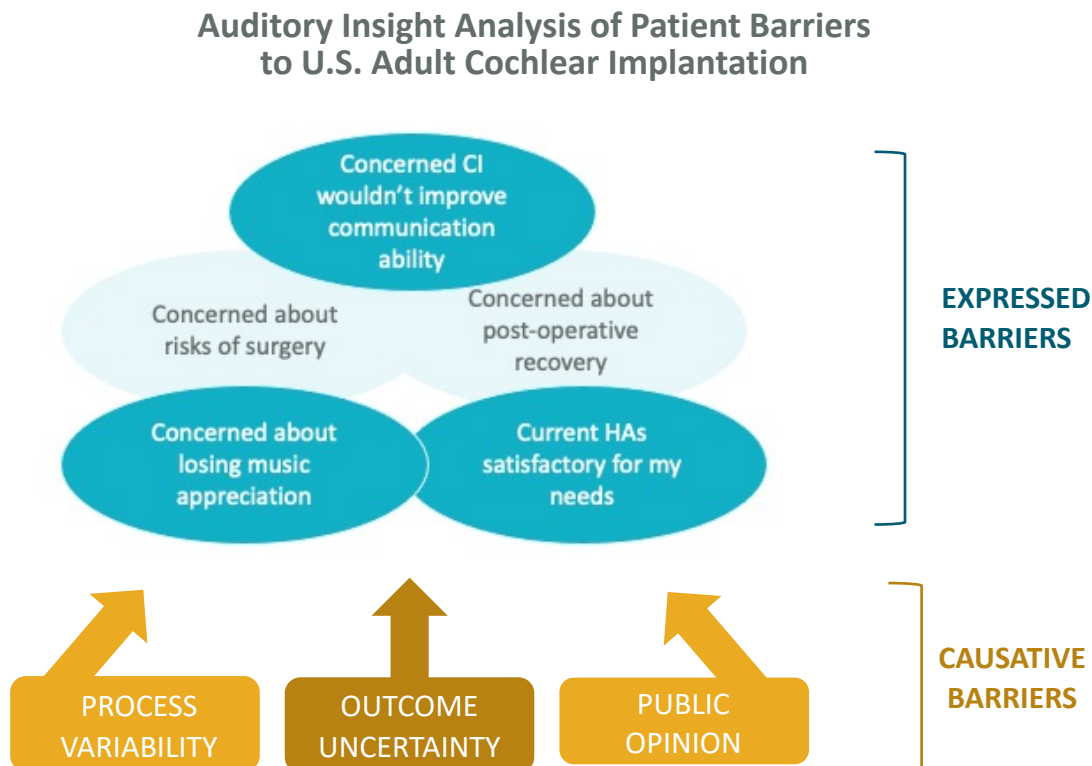 Auditory Insight Analysis of Patient Barriers
to U.S. Adult Cochlear Implantation
Concerned CI
wouldn't improve
communication
ability
Concerned about
risks of surgery
Concerned about
post-operative
recovery
Concerned about
losing music
appreciation
Current HAs
satisfactory for my
needs
EXPRESSED
BARRIERS
PROCESS
VARIABILITY
OUTCOME
UNCERTAINTY
PUBLIC
OPINION
CAUSATIVE
BARRIERS